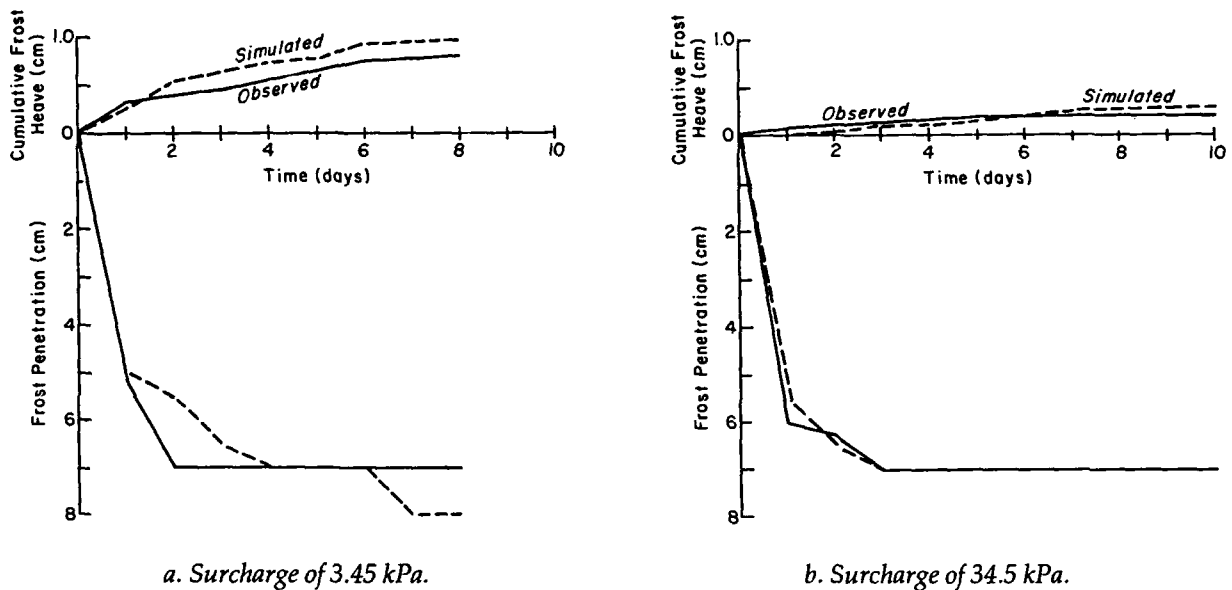 Cumulative Frost
Heave (cm)
1.0
0
Simulated
Observed
2
4
6
8
10
Time (days)
Frost Penetration (cm)
2
4
6
8
a. Surcharge of 3.45 kPa.
Cumulative Frost
Heave (cm)
1.0
0
Observed
Simulated
2
4
6
8
10
Time (days)
Frost Penetration (cm)
2
4
6
8
b. Surcharge of 34.5 kPa.